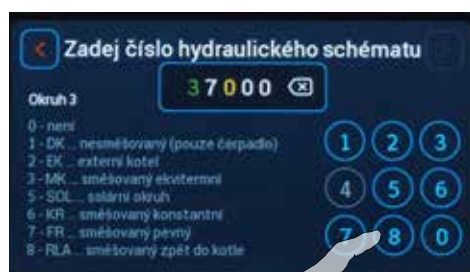 Zadej číslo hydraulického schématu
37000
Okruh 3
0 - není
1 - DK ... nesměšovaný (pouze čerpadlo)
2 - EK ... externí kotel
3 - MK ... směšovaný ekvitermní
5 - SOL ... solární okruh
6 - KR ... směšovaný konstantní
7 - FR ... směšovaný pevný
8 - RLA ... směšovaný zpět do kotle
1 2 3
4 5 6
7 8 0